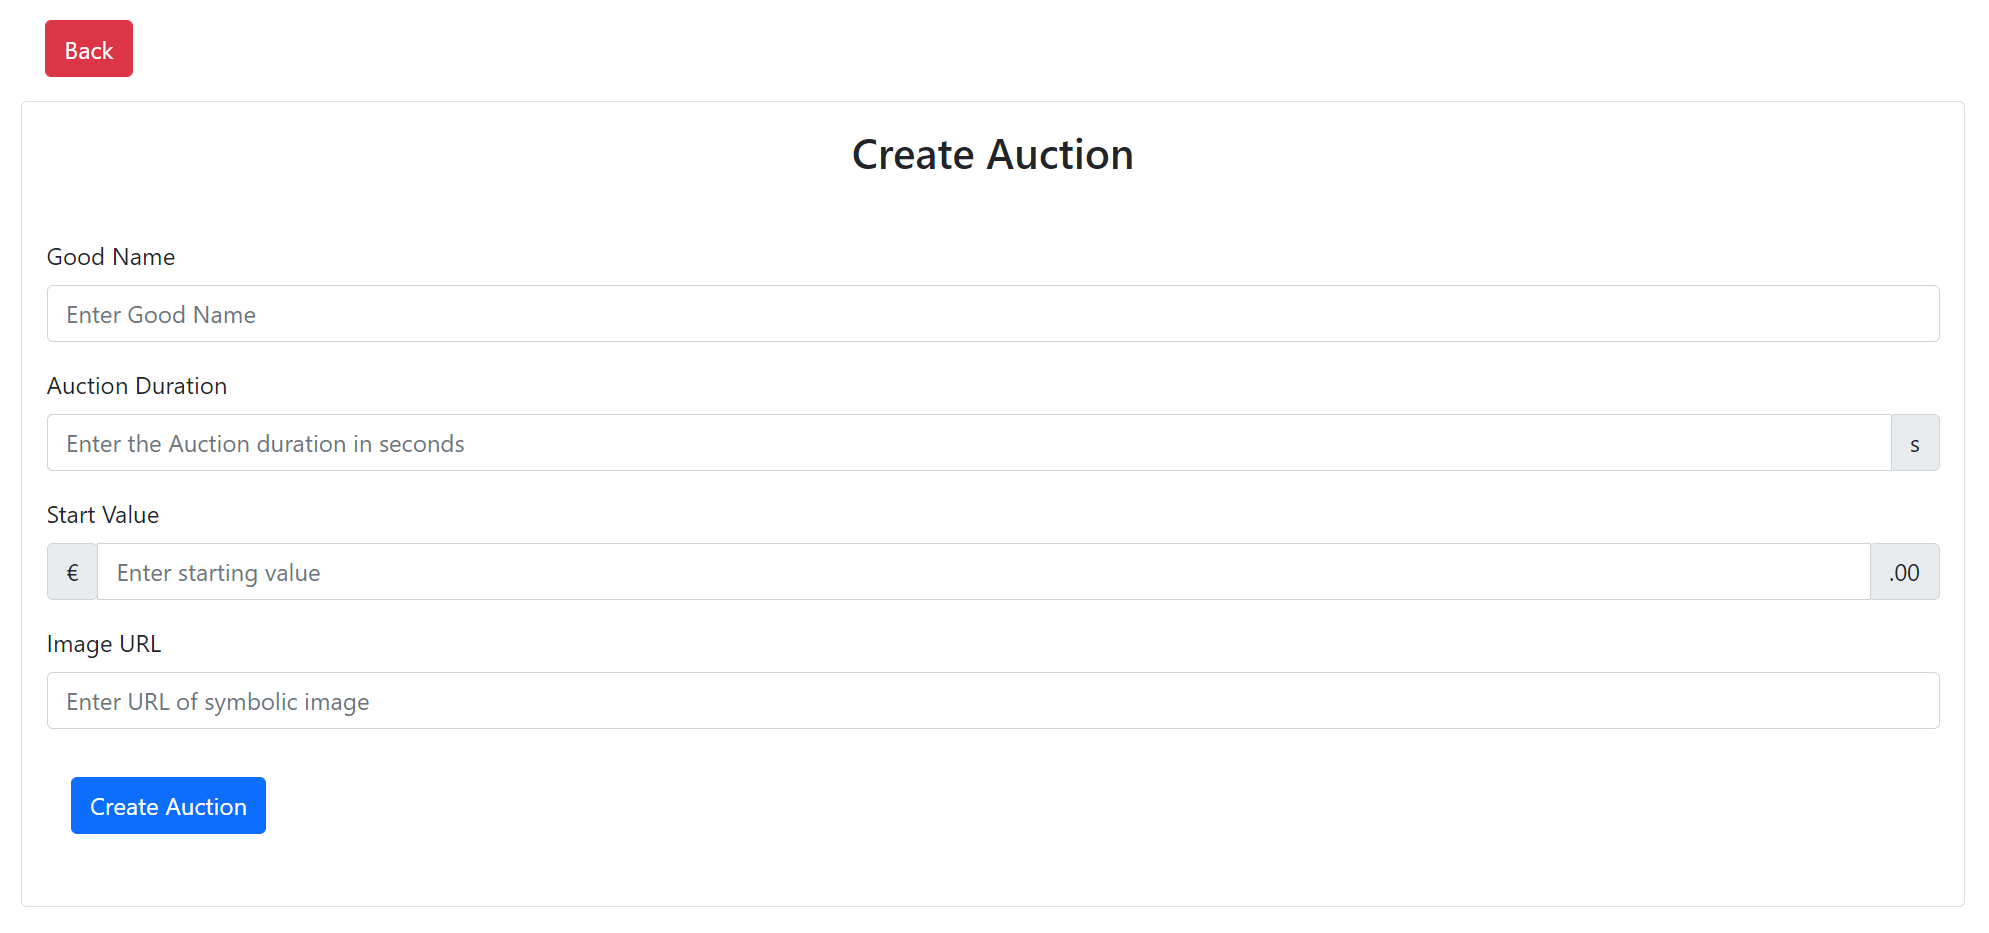 Back
Create Auction
Good Name
Enter Good Name
Auction Duration
Enter the Auction duration in seconds s
Start Value
€ Enter starting value .00
Image URL
Enter URL of symbolic image
Create Auction